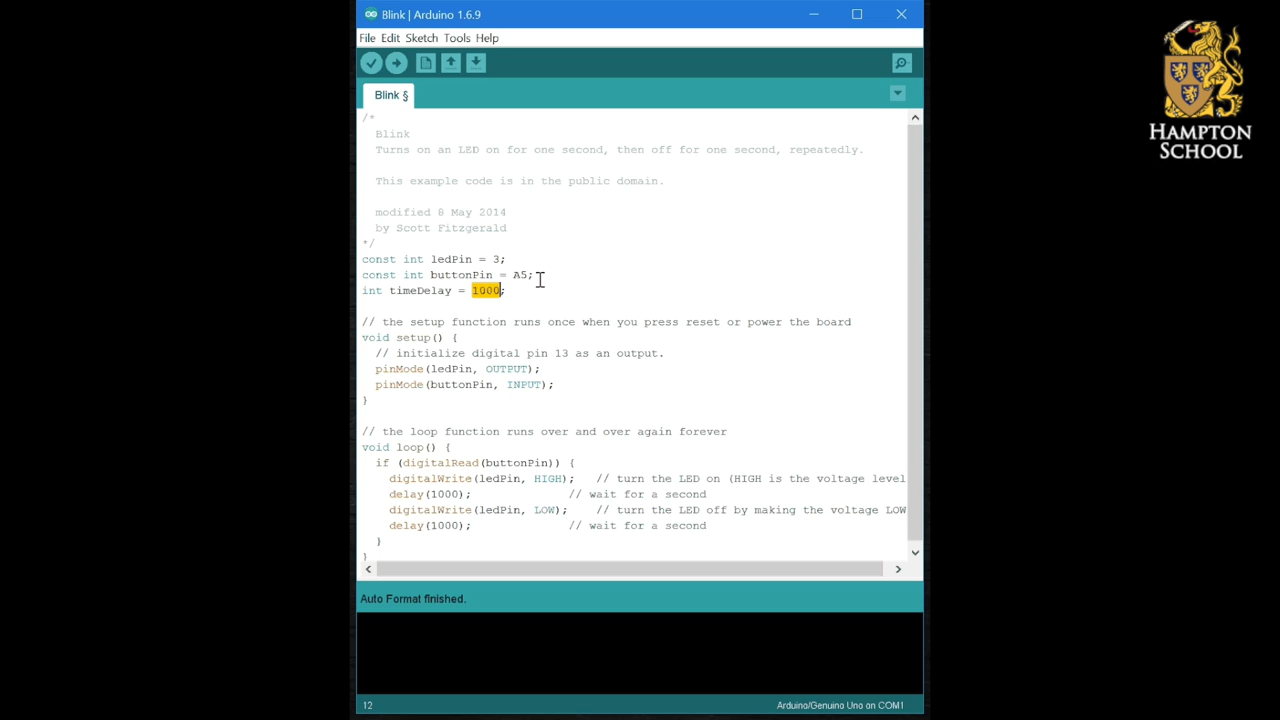 Blink | Arduino 1.6.9
File Edit Sketch Tools Help
Blink §
/*
Blink
Turns on an LED on for one second, then off for one second, repeatedly.
This example code is in the public domain.
modified 8 May 2014
by Scott Fitzgerald
*/
const int ledPin = 3;
const int buttonPin = A5;
int timeDelay = 1000;
// the setup function runs once when you press reset or power the board
void setup() {
// initialize digital pin 13 as an output.
pinMode(ledPin, OUTPUT);
pinMode(buttonPin, INPUT);
}
// the loop function runs over and over again forever
void loop() {
if (digitalRead(buttonPin)) {
digitalWrite(ledPin, HIGH);   // turn the LED on (HIGH is the voltage level
delay(1000);              // wait for a second
digitalWrite(ledPin, LOW);    // turn the LED off by making the voltage LOW
delay(1000);              // wait for a second
}
}
Auto Format finished.
12
Arduino/Genuino Uno on COM1
HAMPTON
SCHOOL